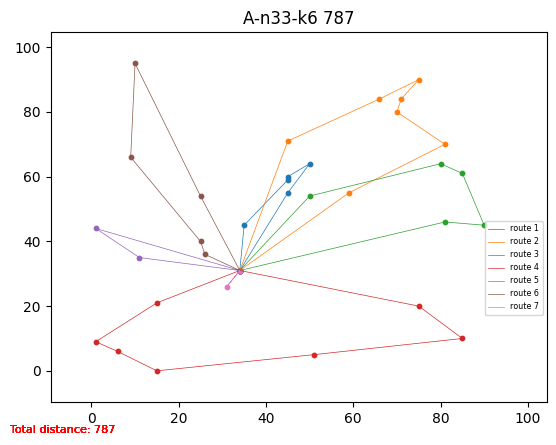 A-n33-k6 787
100
80
60
40
20
0
0 20 40 60 80 100
route 1
route 2
route 3
route 4
route 5
route 6
route 7
Total distance: 787